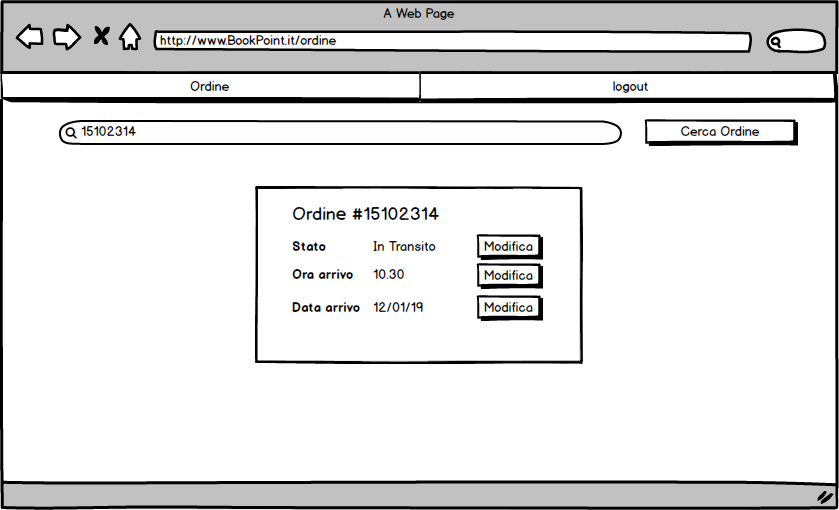 A Web Page
http://www.BookPoint.it/ordine
Ordine logout
15102314 Cerca Ordine
Ordine #15102314
Stato In Transito Modifica
Ora arrivo 10.30 Modifica
Data arrivo 12/01/19 Modifica